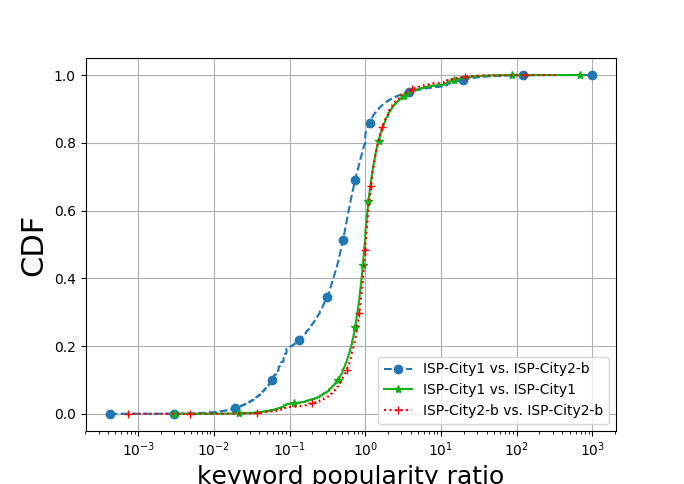 1.0
0.8
0.6
0.4
0.2
0.0
CDF
10⁻³ 10⁻² 10⁻¹ 10⁰ 10¹ 10² 10³
keyword popularity ratio
ISP-City1 vs. ISP-City2-b
ISP-City1 vs. ISP-City1
ISP-City2-b vs. ISP-City2-b